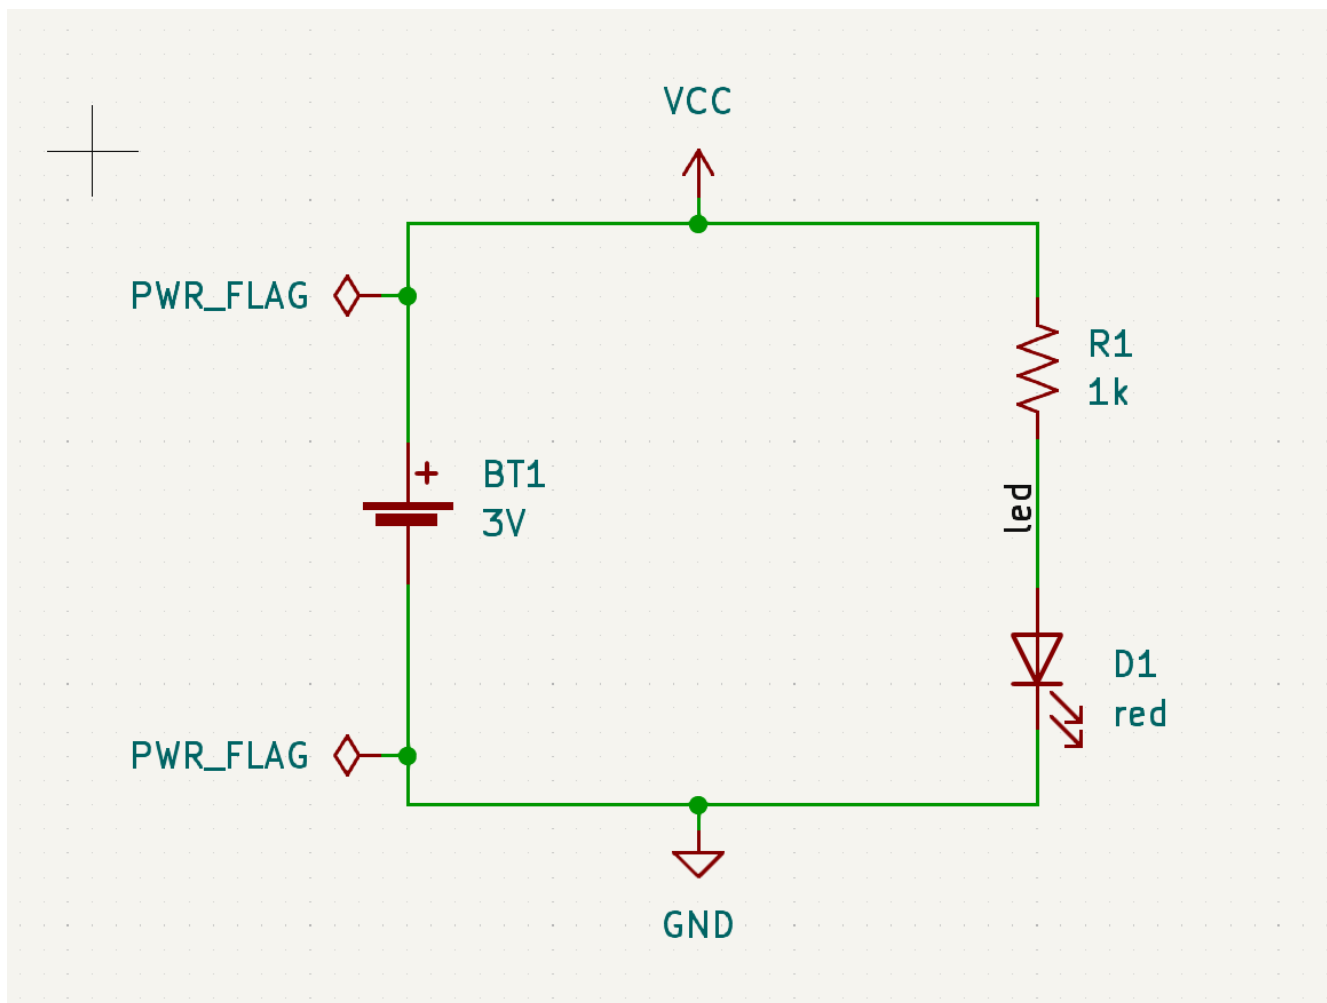 VCC
PWR_FLAG
R1
1k
BT1
3V
led
D1
red
PWR_FLAG
GND